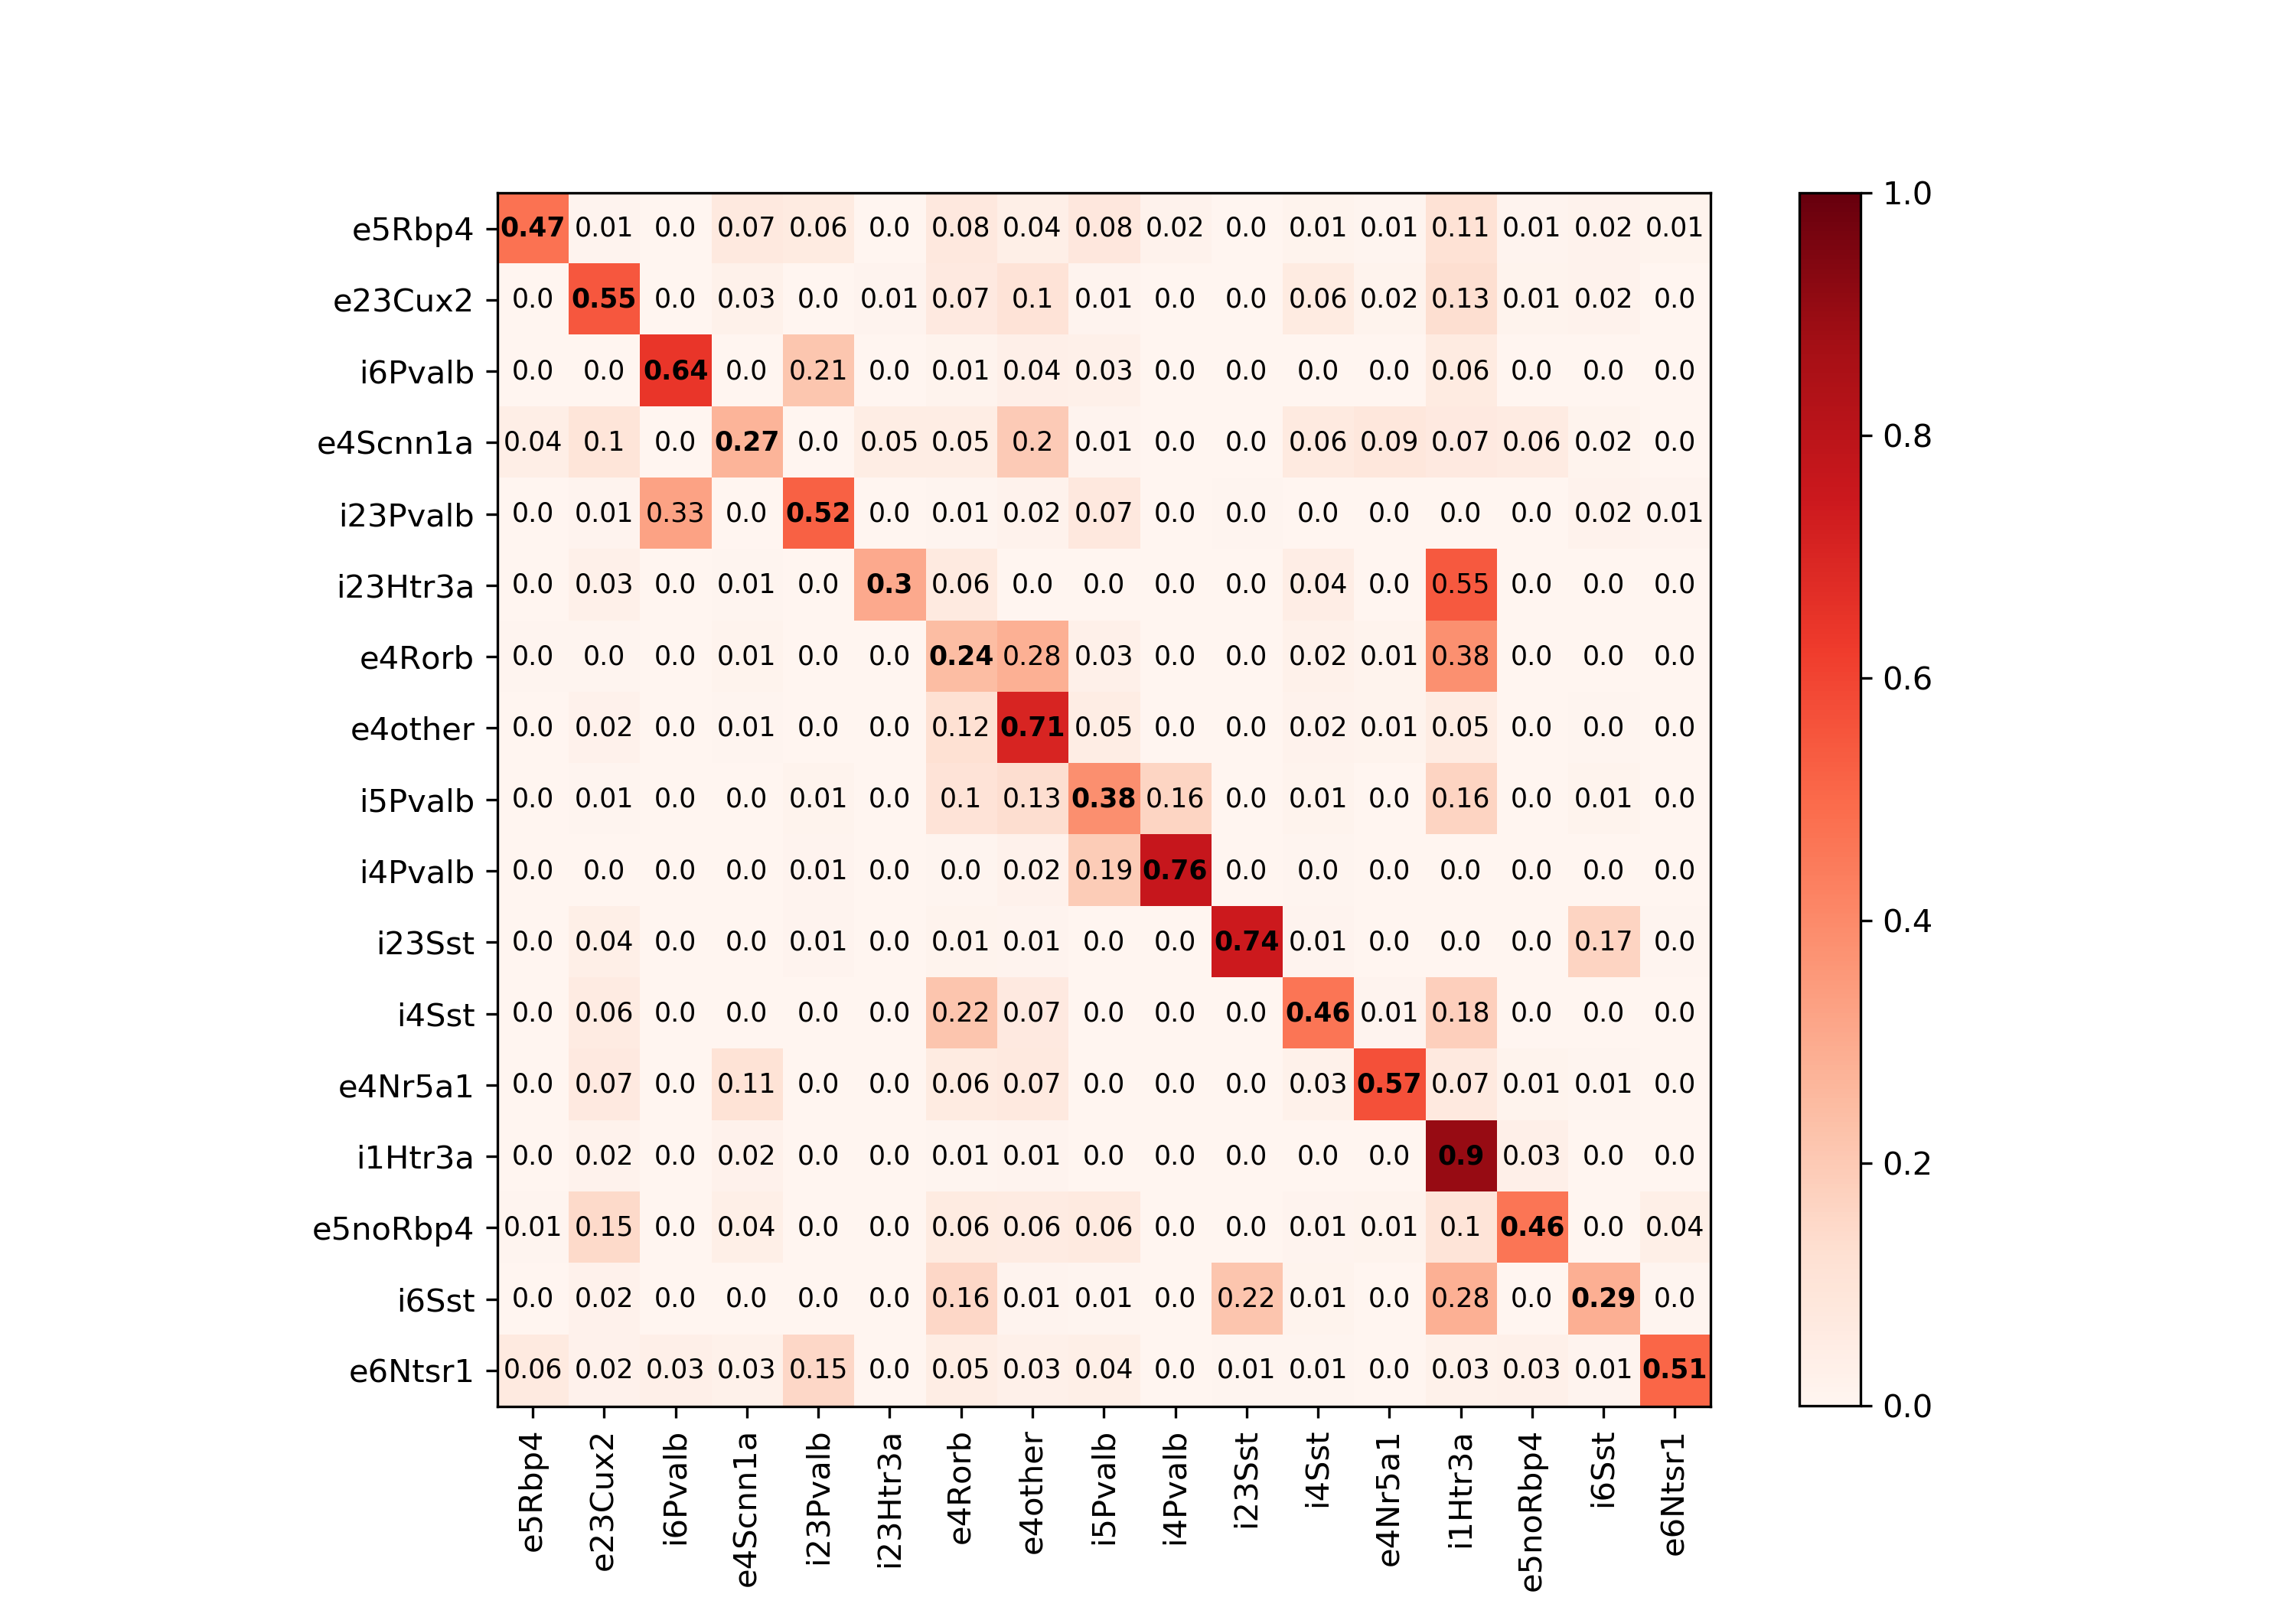 e5Rbp4 0.47 0.01 0.0 0.07 0.06 0.0 0.08 0.04 0.08 0.02 0.0 0.01 0.01 0.11 0.01 0.02 0.01
e23Cux2 0.0 0.55 0.0 0.03 0.0 0.01 0.07 0.1 0.01 0.0 0.0 0.06 0.02 0.13 0.01 0.02 0.0
i6Pvalb 0.0 0.0 0.64 0.0 0.21 0.0 0.01 0.04 0.03 0.0 0.0 0.0 0.0 0.06 0.0 0.0 0.0
e4Scnn1a 0.04 0.1 0.0 0.27 0.0 0.05 0.05 0.2 0.01 0.0 0.0 0.06 0.09 0.07 0.06 0.02 0.0
i23Pvalb 0.0 0.01 0.33 0.0 0.52 0.0 0.01 0.02 0.07 0.0 0.0 0.0 0.0 0.0 0.0 0.02 0.01
i23Htr3a 0.0 0.03 0.0 0.01 0.0 0.3 0.06 0.0 0.0 0.0 0.0 0.04 0.0 0.55 0.0 0.0 0.0
e4Rorb 0.0 0.0 0.0 0.01 0.0 0.0 0.24 0.28 0.03 0.0 0.0 0.02 0.01 0.38 0.0 0.0 0.0
e4other 0.0 0.02 0.0 0.01 0.0 0.0 0.12 0.71 0.05 0.0 0.0 0.02 0.01 0.05 0.0 0.0 0.0
i5Pvalb 0.0 0.01 0.0 0.0 0.01 0.0 0.1 0.13 0.38 0.16 0.0 0.01 0.0 0.16 0.0 0.01 0.0
i4Pvalb 0.0 0.0 0.0 0.0 0.01 0.0 0.0 0.02 0.19 0.76 0.0 0.0 0.0 0.0 0.0 0.0 0.0
i23Sst 0.0 0.04 0.0 0.0 0.01 0.0 0.01 0.01 0.0 0.0 0.74 0.01 0.0 0.0 0.0 0.17 0.0
i4Sst 0.0 0.06 0.0 0.0 0.0 0.0 0.22 0.07 0.0 0.0 0.0 0.46 0.01 0.18 0.0 0.0 0.0
e4Nr5a1 0.0 0.07 0.0 0.11 0.0 0.0 0.06 0.07 0.0 0.0 0.0 0.03 0.57 0.07 0.01 0.01 0.0
i1Htr3a 0.0 0.02 0.0 0.02 0.0 0.0 0.01 0.01 0.0 0.0 0.0 0.0 0.0 0.9 0.03 0.0 0.0
e5noRbp4 0.01 0.15 0.0 0.04 0.0 0.0 0.06 0.06 0.06 0.0 0.0 0.01 0.01 0.1 0.46 0.0 0.04
i6Sst 0.0 0.02 0.0 0.0 0.0 0.0 0.16 0.01 0.01 0.0 0.22 0.01 0.0 0.28 0.0 0.29 0.0
e6Ntsr1 0.06 0.02 0.03 0.03 0.15 0.0 0.05 0.03 0.04 0.0 0.01 0.01 0.0 0.03 0.03 0.01 0.51
e5Rbp4 e23Cux2 i6Pvalb e4Scnn1a i23Pvalb i23Htr3a e4Rorb e4other i5Pvalb i4Pvalb i23Sst i4Sst e4Nr5a1 i1Htr3a e5noRbp4 i6Sst e6Ntsr1
1.0
0.8
0.6
0.4
0.2
0.0